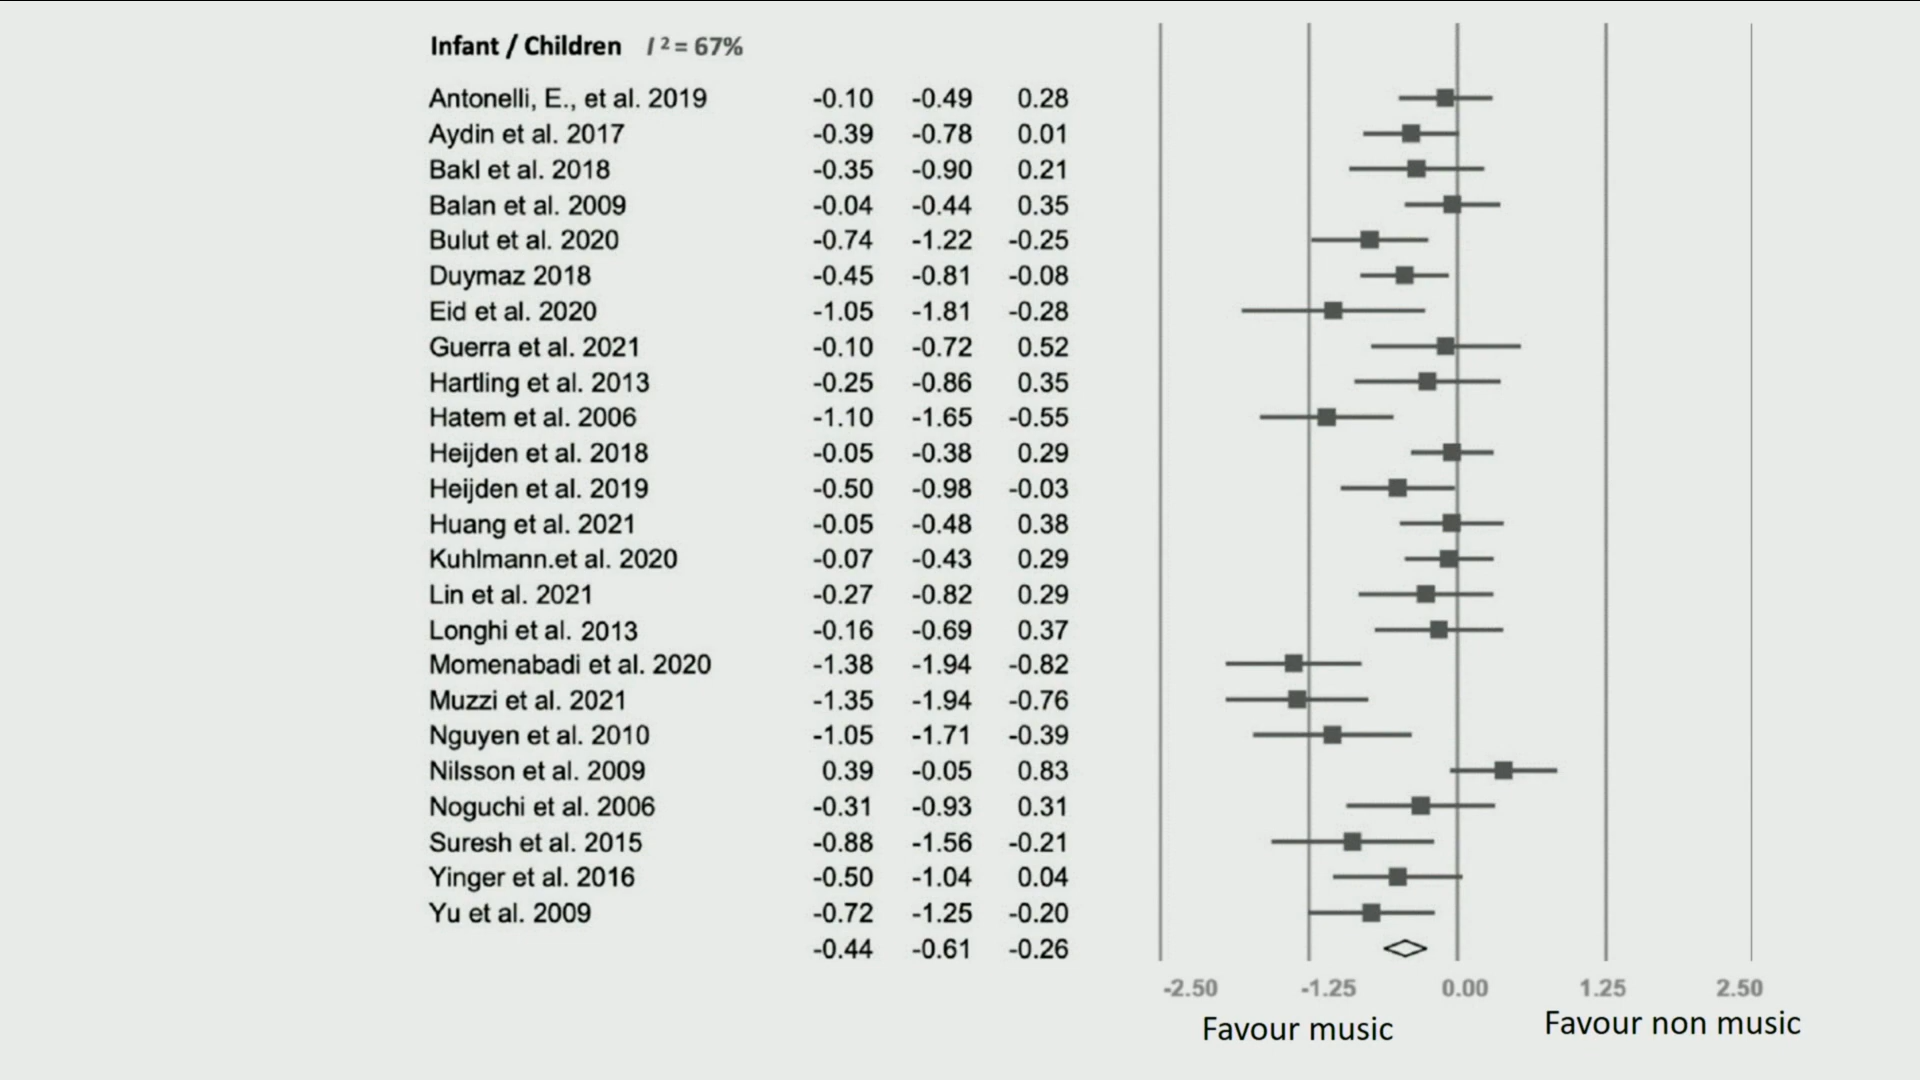 Infant / Children I² = 67%
Antonelli, E., et al. 2019 -0.10 -0.49 0.28
Aydin et al. 2017 -0.39 -0.78 0.01
Bakl et al. 2018 -0.35 -0.90 0.21
Balan et al. 2009 -0.04 -0.44 0.35
Bulut et al. 2020 -0.74 -1.22 -0.25
Duymaz 2018 -0.45 -0.81 -0.08
Eid et al. 2020 -1.05 -1.81 -0.28
Guerra et al. 2021 -0.10 -0.72 0.52
Hartling et al. 2013 -0.25 -0.86 0.35
Hatem et al. 2006 -1.10 -1.65 -0.55
Heijden et al. 2018 -0.05 -0.38 0.29
Heijden et al. 2019 -0.50 -0.98 -0.03
Huang et al. 2021 -0.05 -0.48 0.38
Kuhlmann.et al. 2020 -0.07 -0.43 0.29
Lin et al. 2021 -0.27 -0.82 0.29
Longhi et al. 2013 -0.16 -0.69 0.37
Momenabadi et al. 2020 -1.38 -1.94 -0.82
Muzzi et al. 2021 -1.35 -1.94 -0.76
Nguyen et al. 2010 -1.05 -1.71 -0.39
Nilsson et al. 2009 0.39 -0.05 0.83
Noguchi et al. 2006 -0.31 -0.93 0.31
Suresh et al. 2015 -0.88 -1.56 -0.21
Yinger et al. 2016 -0.50 -1.04 0.04
Yu et al. 2009 -0.72 -1.25 -0.20
-0.44 -0.61 -0.26
-2.50 -1.25 0.00 1.25 2.50
Favour music Favour non music